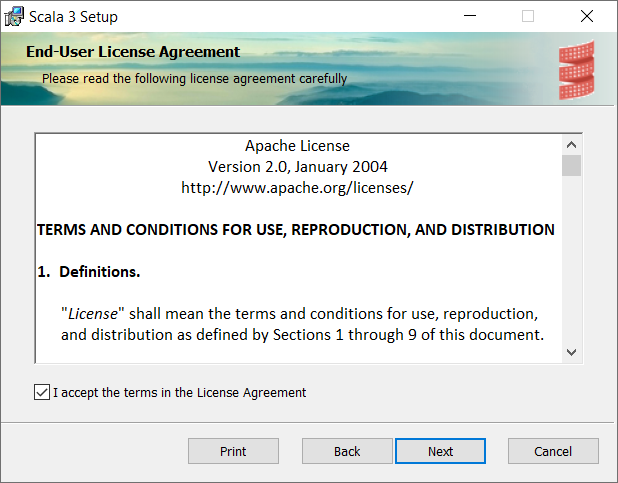 Scala 3 Setup
End-User License Agreement
Please read the following license agreement carefully
Apache License
Version 2.0, January 2004
http://www.apache.org/licenses/
TERMS AND CONDITIONS FOR USE, REPRODUCTION, AND DISTRIBUTION
1. Definitions.
"License" shall mean the terms and conditions for use, reproduction,
and distribution as defined by Sections 1 through 9 of this document.
I accept the terms in the License Agreement
Print Back Next Cancel